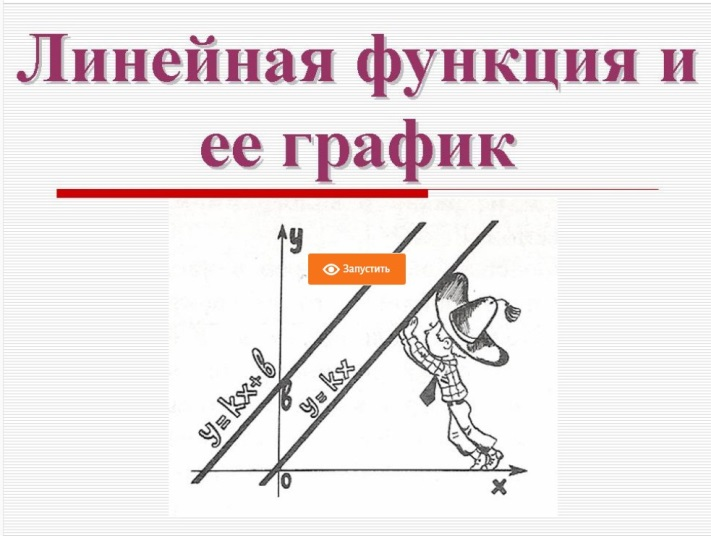 Линейная функция и
ее график
y
Запустить
y=kx+b
b
y=kx
0
x